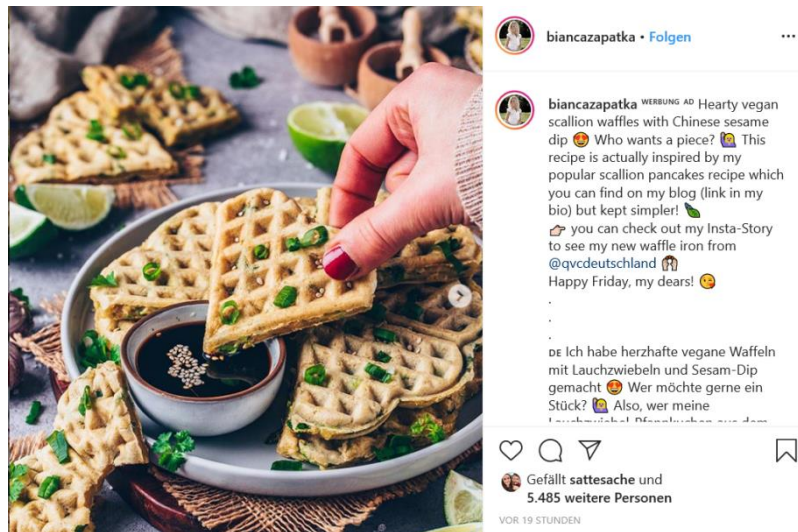 biancazapatka • Folgen
biancazapatka WERBUNG AD Hearty vegan
scallion waffles with Chinese sesame
dip 😍 Who wants a piece? 🙋🏼‍♀️ This
recipe is actually inspired by my
popular scallion pancakes recipe which
you can find on my blog (link in my
bio) but kept simpler! 🍃
👉🏻 you can check out my Insta-Story
to see my new waffle iron from
@qvcdeutschland 🙌🏻
Happy Friday, my dears! 😘
.
.
.
DE Ich habe herzhafte vegane Waffeln
mit Lauchzwiebeln und Sesam-Dip
gemacht 😍 Wer möchte gerne ein
Stück? 🙋🏼‍♀️ Also, wer meine
Lauchzwiebel-Pfannkuchen aus dem
Gefällt sattesache und
5.485 weitere Personen
VOR 19 STUNDEN